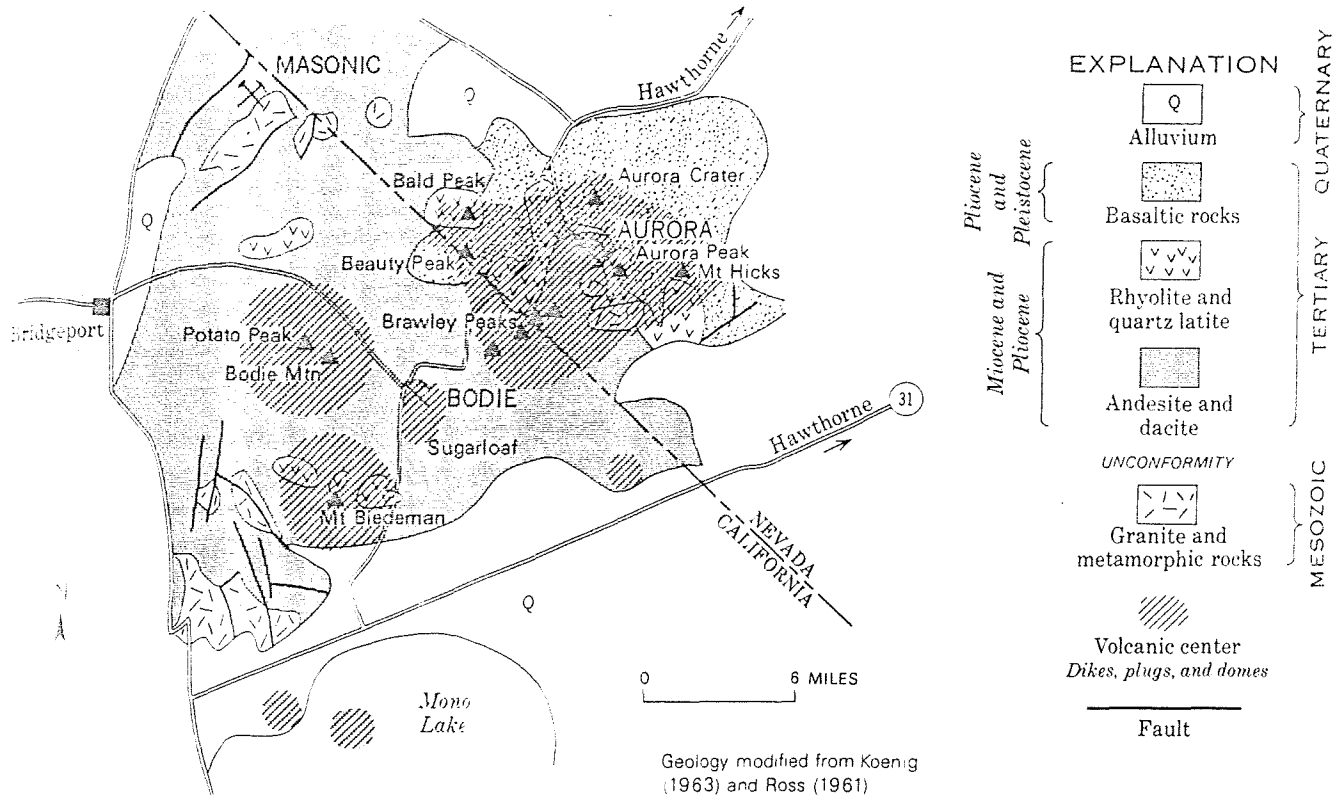 MASONIC
Q
Hawthorne
Bald Peak
Aurora Crater
AURORA
Aurora Peak
Mt Hicks
Beauty Peak
Q
Bridgeport
Brawley Peaks
Potato Peak
Bodie Mtn
BODIE
Sugarloaf
Hawthorne
31
Mt Biedeman
NEVADA
CALIFORNIA
Q
0 6 MILES
Mono
Lake
Geology modified from Koenig
(1963) and Ross (1961)
EXPLANATION
Q
Alluvium
QUATERNARY
Pliocene
and
Pleistocene
Basaltic rocks
Miocene and
Pliocene
Rhyolite and
quartz latite
TERTIARY
Andesite and
dacite
UNCONFORMITY
Granite and
metamorphic rocks
MESOZOIC
Volcanic center
Dikes, plugs, and domes
Fault